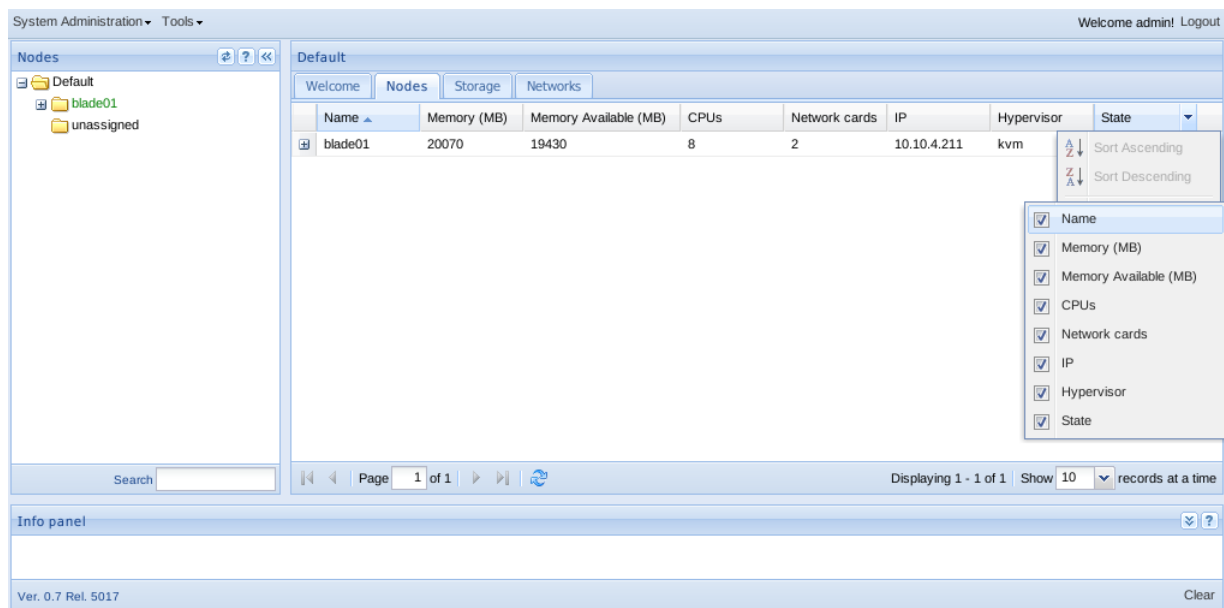 System Administration Tools Welcome admin! Logout
Nodes
Default
blade01
unassigned
Search
Default
Welcome Nodes Storage Networks
Name Memory (MB) Memory Available (MB) CPUs Network cards IP Hypervisor State
blade01 20070 19430 8 2 10.10.4.211 kvm
Sort Ascending
Sort Descending
Name
Memory (MB)
Memory Available (MB)
CPUs
Network cards
IP
Hypervisor
State
Page 1 of 1 Displaying 1 - 1 of 1 Show 10 records at a time
Info panel
Ver. 0.7 Rel. 5017 Clear